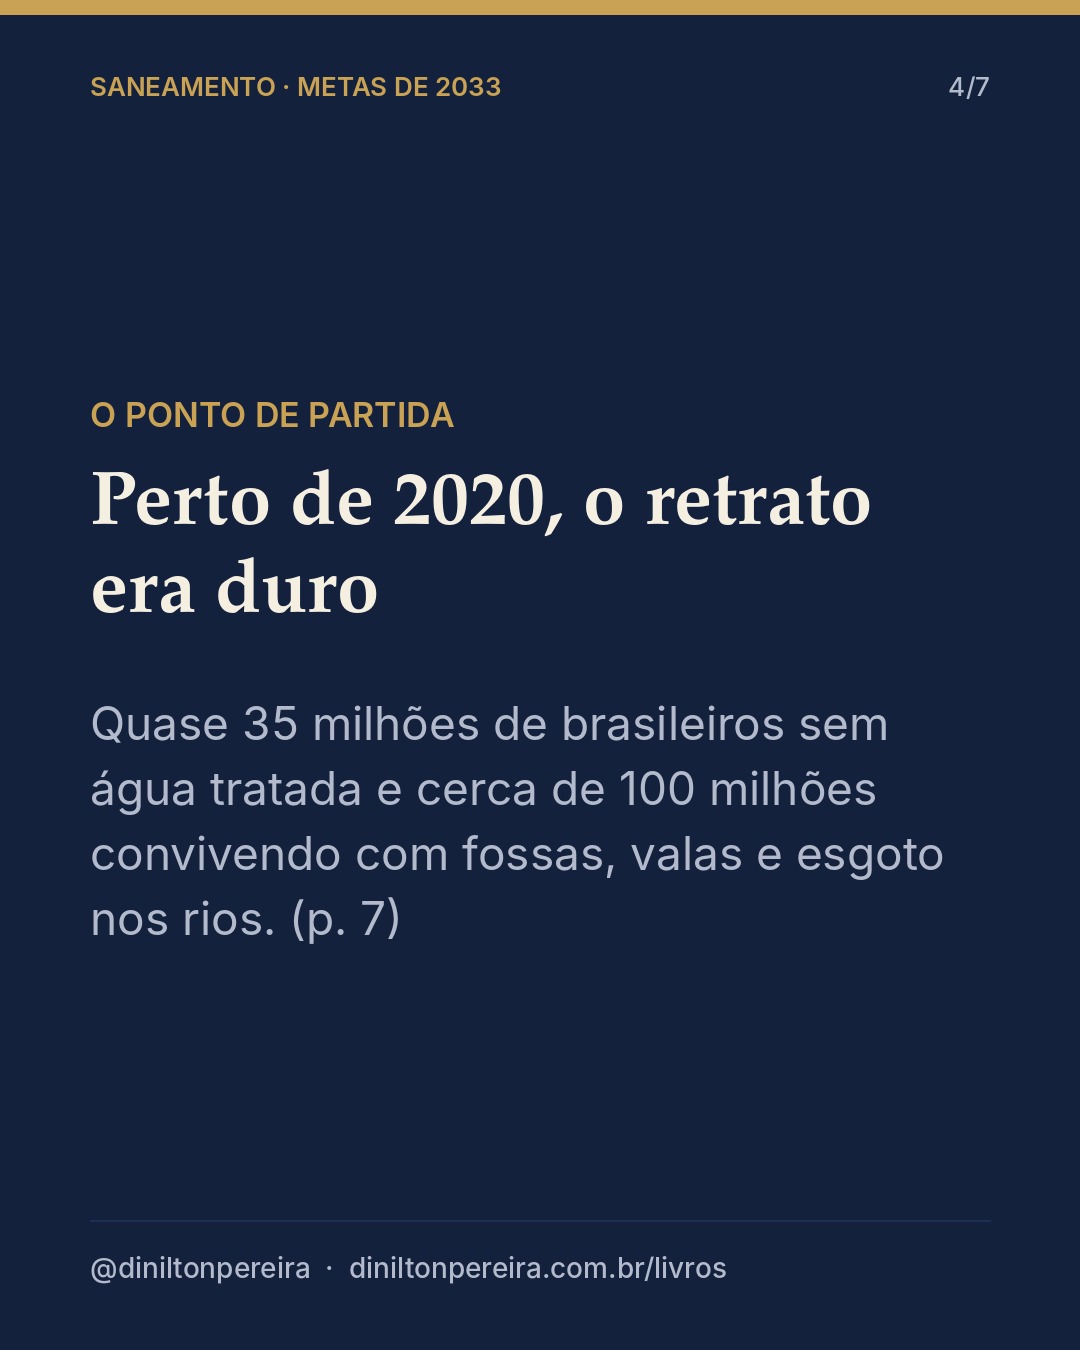 SANEAMENTO · METAS DE 2033
4/7
O PONTO DE PARTIDA
Perto de 2020, o retrato
era duro
Quase 35 milhões de brasileiros sem
água tratada e cerca de 100 milhões
convivendo com fossas, valas e esgoto
nos rios. (p. 7)
@diniltonpereira · diniltonpereira.com.br/livros